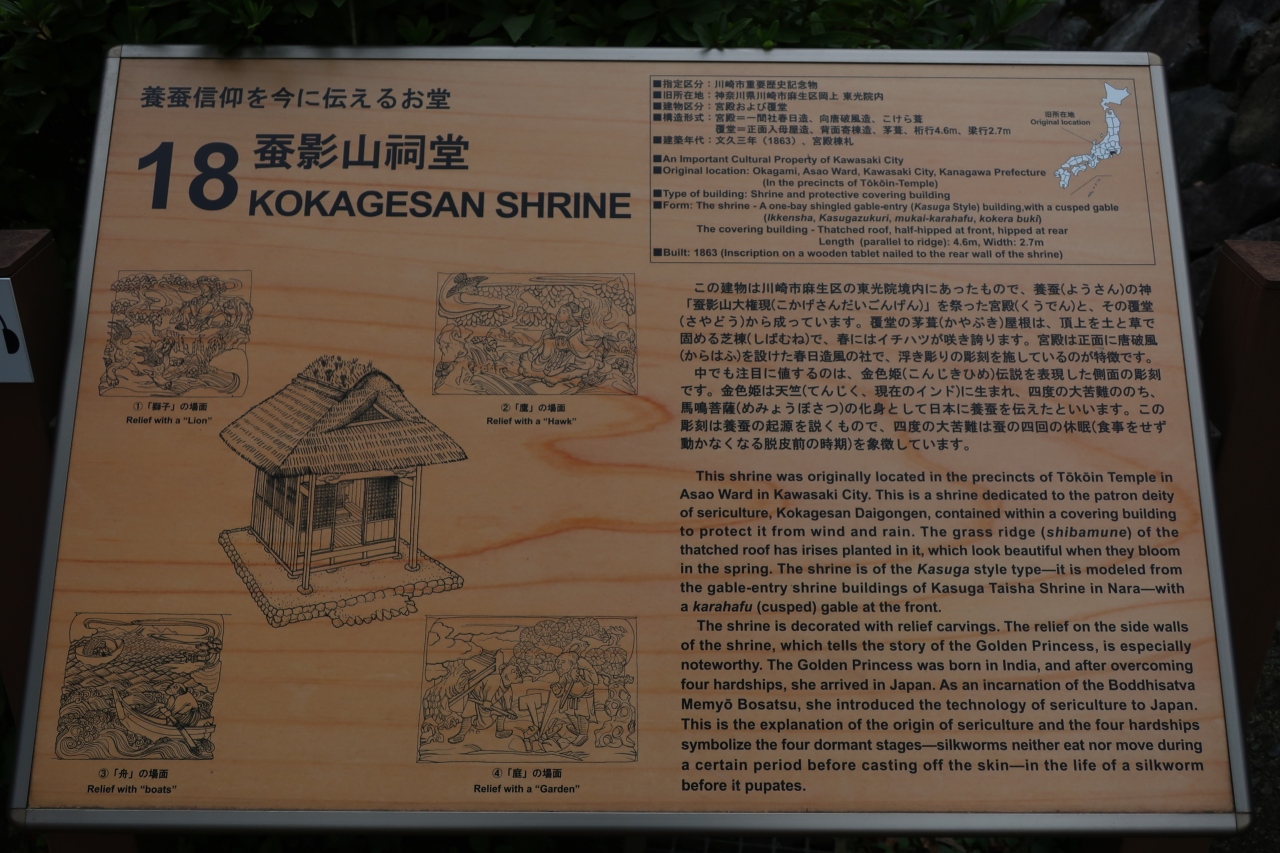 養蚕信仰を今に伝えるお堂
18 蚕影山祠堂
KOKAGESAN SHRINE
■指定区分：川崎市重要歴史記念物
■旧所在地：神奈川県川崎市麻生区岡上 東光院内
■建物区分：宮殿および覆堂
■構造形式：宮殿＝一間社春日造、向唐破風造、こけら葺
覆堂＝正面入母屋造、背面寄棟造、茅葺、桁行4.6m、梁行2.7m
■建築年代：文久三年（1863）、宮殿棟札
■An Important Cultural Property of Kawasaki City
■Original location: Okagami, Asao Ward, Kawasaki City, Kanagawa Prefecture
(In the precincts of Tōkōin-Temple)
■Type of building: Shrine and protective covering building
■Form: The shrine - A one-bay shingled gable-entry (Kasuga Style) building,with a cusped gable
(Ikkensha, Kasugazukuri, mukai-karahafu, kokera buki)
The covering building - Thatched roof, half-hipped at front, hipped at rear
Length (parallel to ridge): 4.6m, Width: 2.7m
■Built: 1863 (Inscription on a wooden tablet nailed to the rear wall of the shrine)
旧所在地
Original location
この建物は川崎市麻生区の東光院境内にあったもので、養蚕(ようさん)の神
「蚕影山大権現(こかげさんだいごんげん)」を祭った宮殿(くうでん)と、その覆堂
(さやどう)から成っています。覆堂の茅葺(かやぶき)屋根は、頂上を土と草で
固める芝棟(しばむね)で、春にはイチハツが咲き誇ります。宮殿は正面に唐破風
(からはふ)を設けた春日造風の社で、浮き彫りの彫刻を施しているのが特徴です。
中でも注目に値するのは、金色姫(こんじきひめ)伝説を表現した側面の彫刻
です。金色姫は天竺(てんじく、現在のインド)に生まれ、四度の大苦難ののち、
馬鳴菩薩(めみょうぼさつ)の化身として日本に養蚕を伝えたといいます。この
彫刻は養蚕の起源を説くもので、四度の大苦難は蚕の四回の休眠(食事をせず
動かなくなる脱皮前の時期)を象徴しています。
This shrine was originally located in the precincts of Tōkōin Temple in
Asao Ward in Kawasaki City. This is a shrine dedicated to the patron deity
of sericulture, Kokagesan Daigongen, contained within a covering building
to protect it from wind and rain. The grass ridge (shibamune) of the
thatched roof has irises planted in it, which look beautiful when they bloom
in the spring. The shrine is of the Kasuga style type—it is modeled from
the gable-entry shrine buildings of Kasuga Taisha Shrine in Nara—with
a karahafu (cusped) gable at the front.
The shrine is decorated with relief carvings. The relief on the side walls
of the shrine, which tells the story of the Golden Princess, is especially
noteworthy. The Golden Princess was born in India, and after overcoming
four hardships, she arrived in Japan. As an incarnation of the Boddhisatva
Memyō Bosatsu, she introduced the technology of sericulture to Japan.
This is the explanation of the origin of sericulture and the four hardships
symbolize the four dormant stages—silkworms neither eat nor move during
a certain period before casting off the skin—in the life of a silkworm
before it pupates.
①「獅子」の場面
Relief with a “Lion”
②「鷹」の場面
Relief with a “Hawk”
③「舟」の場面
Relief with “boats”
④「庭」の場面
Relief with a “Garden”